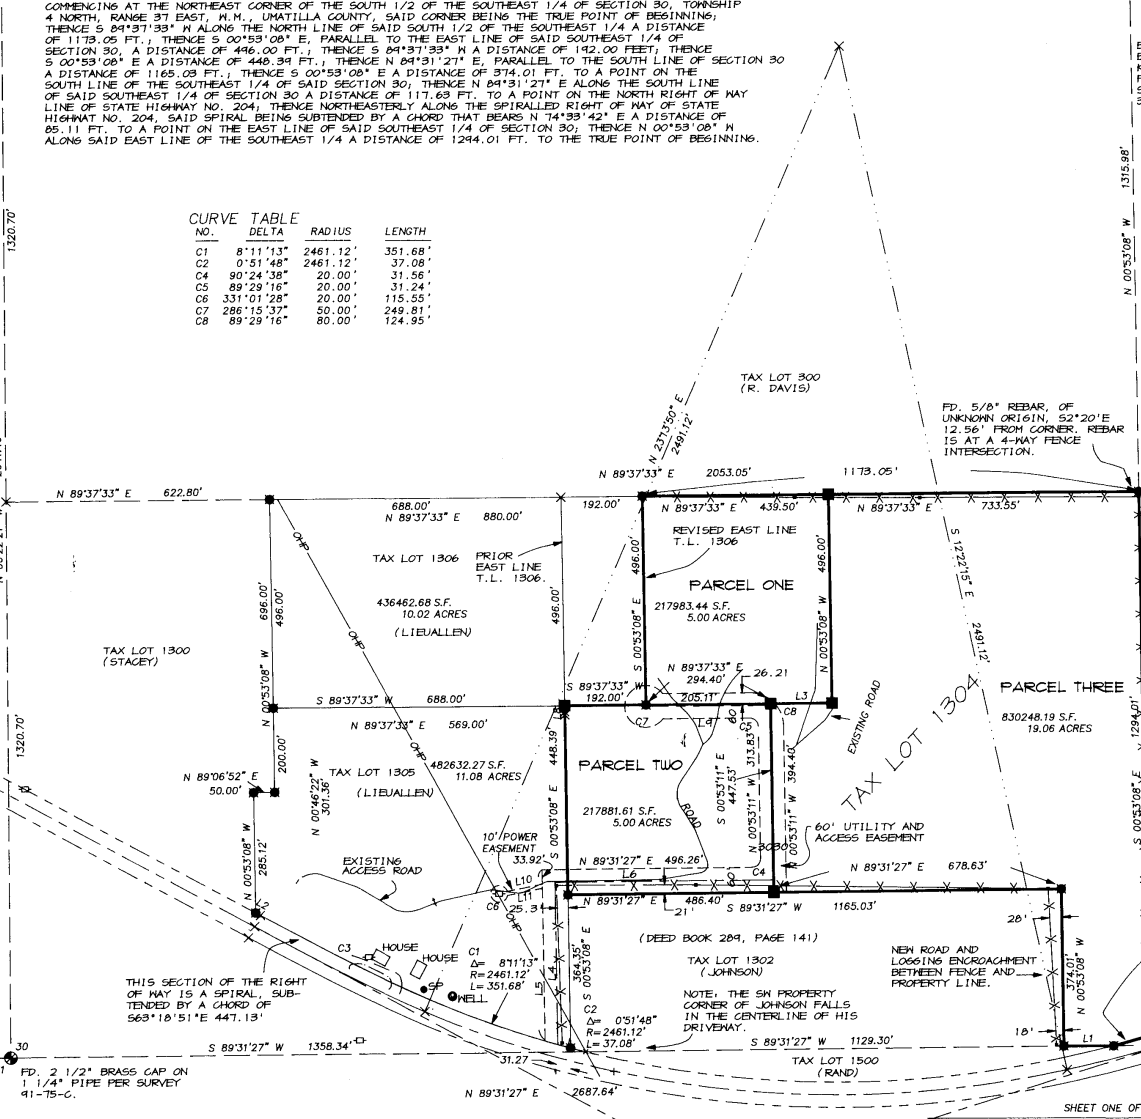 COMMENCING AT THE NORTHEAST CORNER OF THE SOUTH 1/2 OF THE SOUTHEAST 1/4 OF SECTION 30, TOWNSHIP
4 NORTH, RANGE 37 EAST, W.M., UMATILLA COUNTY, SAID CORNER BEING THE TRUE POINT OF BEGINNING;
THENCE S 89°37'33" W ALONG THE NORTH LINE OF SAID SOUTH 1/2 OF THE SOUTHEAST 1/4 A DISTANCE
OF 1173.05 FT.; THENCE S 00°53'08" E, PARALLEL TO THE EAST LINE OF SAID SOUTHEAST 1/4 OF
SECTION 30, A DISTANCE OF 496.00 FT.; THENCE S 89°37'33" W A DISTANCE OF 192.00 FEET; THENCE
S 00°53'08" E A DISTANCE OF 448.39 FT.; THENCE N 89°31'27" E, PARALLEL TO THE SOUTH LINE OF SECTION 30
A DISTANCE OF 1165.03 FT.; THENCE S 00°53'08" E A DISTANCE OF 374.01 FT. TO A POINT ON THE
SOUTH LINE OF THE SOUTHEAST 1/4 OF SAID SECTION 30; THENCE N 89°31'27" E ALONG THE SOUTH LINE
OF SAID SOUTHEAST 1/4 OF SECTION 30 A DISTANCE OF 117.63 FT. TO A POINT ON THE NORTH RIGHT OF WAY
LINE OF STATE HIGHWAY NO. 204; THENCE NORTHEASTERLY ALONG THE SPIRALLED RIGHT OF WAY OF STATE
HIGHWAT NO. 204, SAID SPIRAL BEING SUBTENDED BY A CHORD THAT BEARS N 74°33'42" E A DISTANCE OF
85.11 FT. TO A POINT ON THE EAST LINE OF SAID SOUTHEAST 1/4 OF SECTION 30; THENCE N 00°53'08" W
ALONG SAID EAST LINE OF THE SOUTHEAST 1/4 A DISTANCE OF 1294.01 FT. TO THE TRUE POINT OF BEGINNING.
CURVE TABLE
NO. DELTA RADIUS LENGTH
C1 8°11'13" 2461.12' 351.68'
C2 0°51'48" 2461.12' 37.08'
C4 90°24'38" 20.00' 31.56'
C5 89°29'16" 20.00' 31.24'
C6 331°01'28" 20.00' 115.55'
C7 286°15'37" 50.00' 249.81'
C8 89°29'16" 80.00' 124.95'
1320.70'
N 00°53'08" W 1315.98'
TAX LOT 300
(R. DAVIS)
N 23°13'50" E
2491.12'
FD. 5/8" REBAR, OF
UNKNOWN ORIGIN, S2°20'E
12.56' FROM CORNER. REBAR
IS AT A 4-WAY FENCE
INTERSECTION.
N 89°37'33" E 2053.05' 1173.05'
N 89°37'33" E 622.80'
688.00'
N 89°37'33" E 880.00'
192.00'
N 89°37'33" E 439.50'
N 89°37'33" E 733.55'
OHP
REVISED EAST LINE
T.L. 1306
TAX LOT 1306
PRIOR
EAST LINE
T.L. 1306.
S 12°22'15" E
2491.12'
PARCEL ONE
217983.44 S.F.
5.00 ACRES
436462.68 S.F.
10.02 ACRES
(LIEUALLEN)
696.00'
496.00'
N 00°53'08" W
496.00'
496.00'
S 00°53'08" E
496.00'
N 00°53'08" W
OHP
TAX LOT 1300
(STACEY)
N 89°37'33" E
294.40'
26.21
S 89°37'33" W
192.00'
205.11'
L3
C8
C7
L9
60'
C5
L8
S 89°37'33" W 688.00'
N 89°37'33" E 569.00'
PARCEL THREE
830248.19 S.F.
19.06 ACRES
TAX LOT 1304
EXISTING ROAD
1294.01'
S 00°53'08" E
1320.70'
N 89°06'52" E
50.00'
200.00'
OHP
TAX LOT 1305
482632.27 S.F.
11.08 ACRES
(LIEUALLEN)
N 00°46'22" W
301.36'
448.39'
S 00°53'08" E
PARCEL TWO
217881.61 S.F.
5.00 ACRES
ROAD
S 00°53'11" E
447.53'
313.83'
N 00°53'11" W
394.40'
N 00°53'11" W
3030
60' UTILITY AND
ACCESS EASEMENT
N 00°53'08" W
285.12'
10' POWER
EASEMENT
33.92'
EXISTING
ACCESS ROAD
N 89°31'27" E 496.26'
C4
N 89°31'27" E 678.63'
L10
L11
L6
60'
C6
25.3
N 89°31'27" E 486.40'
21'
S 89°31'27" W 1165.03'
L2
OHP
C3
HOUSE
HOUSE
SP
WELL
C1
Δ= 8°11'13"
R=2461.12'
L=351.68'
L5
L4
364.35'
S 00°53'08" E
(DEED BOOK 289, PAGE 141)
TAX LOT 1302
(JOHNSON)
28'
NEW ROAD AND
LOGGING ENCROACHMENT
BETWEEN FENCE AND
PROPERTY LINE.
374.01'
N 00°53'08" W
THIS SECTION OF THE RIGHT
OF WAY IS A SPIRAL, SUB-
TENDED BY A CHORD OF
S63°18'51"E 447.13'
NOTE: THE SW PROPERTY
CORNER OF JOHNSON FALLS
IN THE CENTERLINE OF HIS
DRIVEWAY.
C2
Δ= 0°51'48"
R=2461.12'
L=37.08'
18'
L1
30
S 89°31'27" W 1358.34'
S 89°31'27" W 1129.30'
31.27
TAX LOT 1500
(RAND)
FD. 2 1/2" BRASS CAP ON
1 1/4" PIPE PER SURVEY
91-75-C.
N 89°31'27" E 2687.64'
SHEET ONE OF